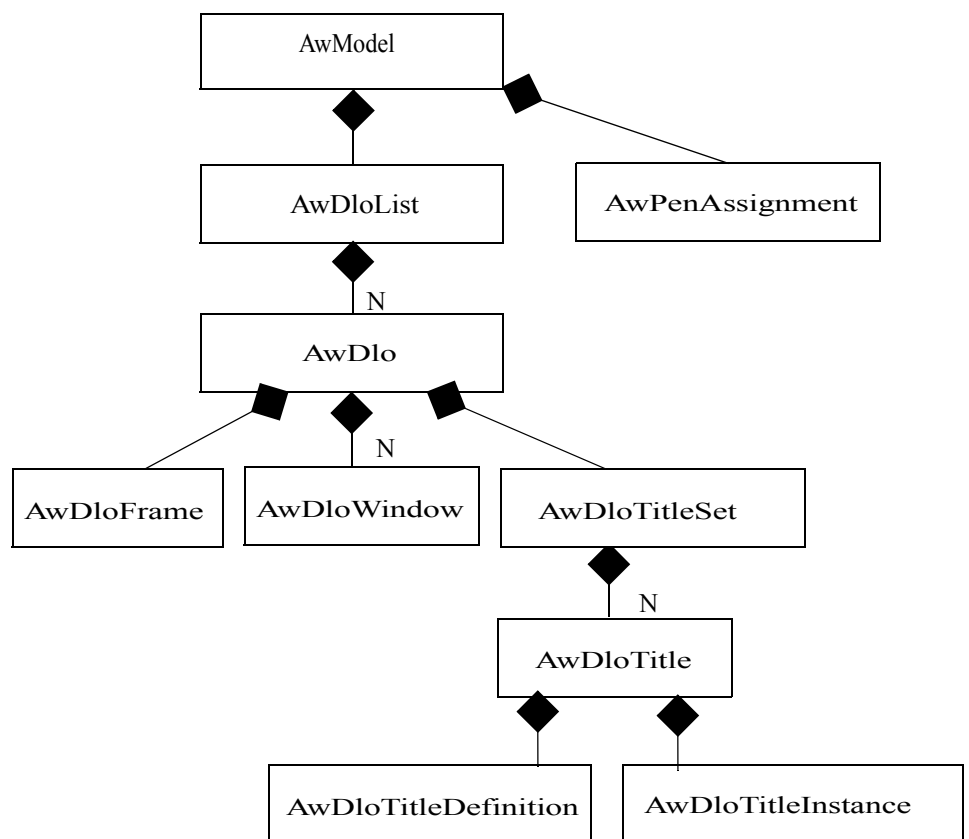 AwModel
AwDloList
AwPenAssignment
N
AwDlo
N
AwDloFrame
AwDloWindow
AwDloTitleSet
N
AwDloTitle
AwDloTitleDefinition
AwDloTitleInstance